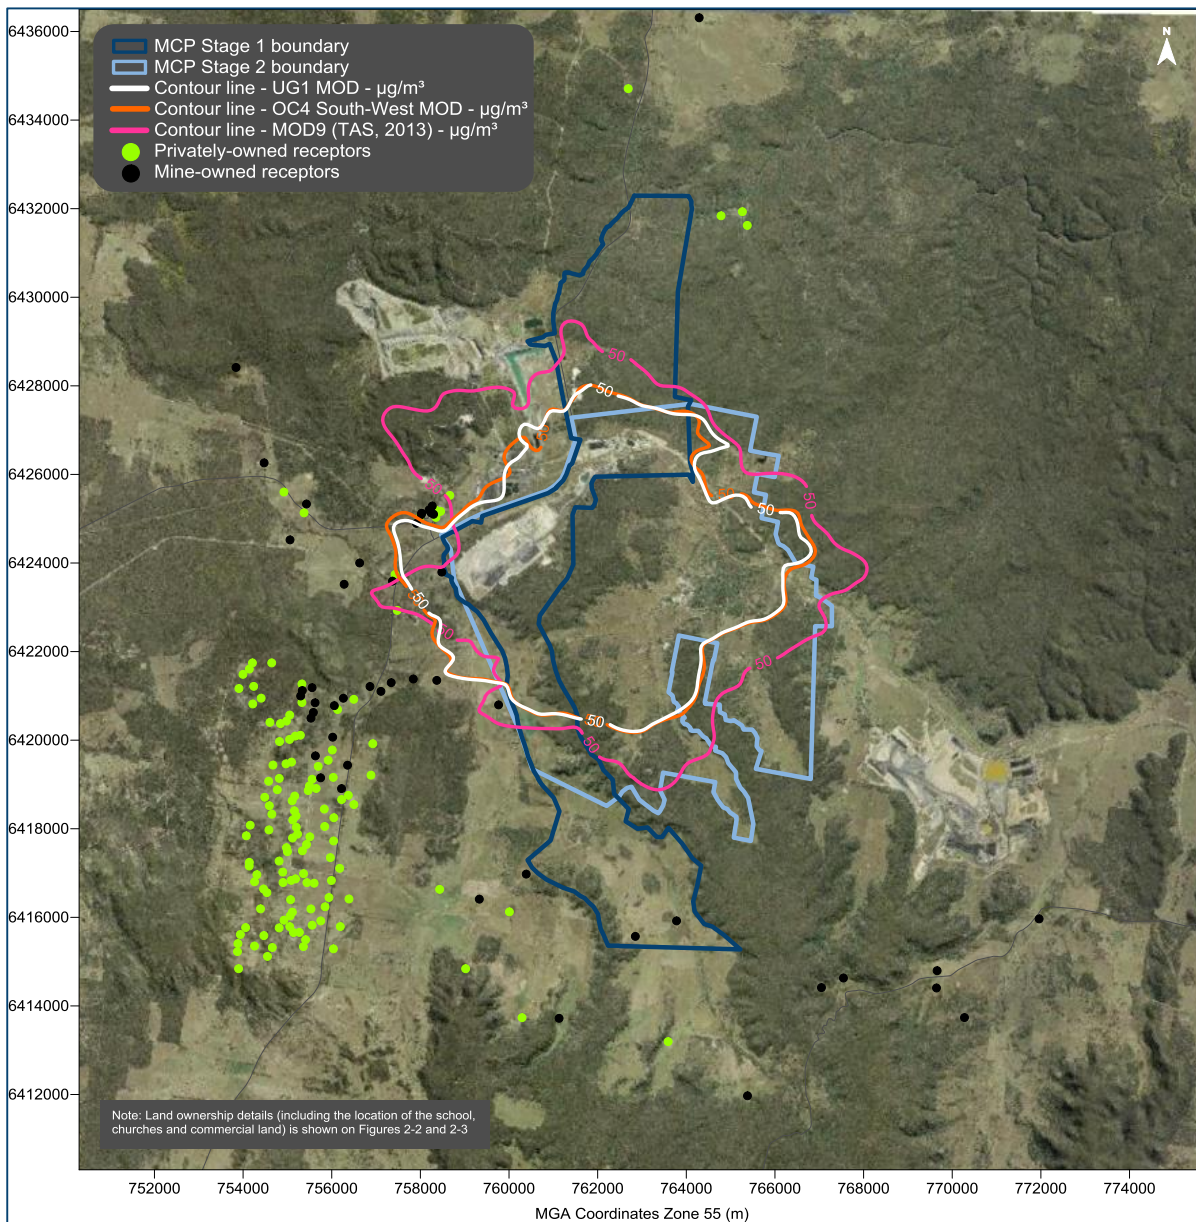 MCP Stage 1 boundary
MCP Stage 2 boundary
Contour line - UG1 MOD - µg/m³
Contour line - OC4 South-West MOD - µg/m³
Contour line - MOD9 (TAS, 2013) - µg/m³
Privately-owned receptors
Mine-owned receptors
N
6436000
6434000
6432000
6430000
6428000
6426000
6424000
6422000
6420000
6418000
6416000
6414000
6412000
50
50
50
50
50
50
50
50
50
50
50
50
Note: Land ownership details (including the location of the school,
churches and commercial land) is shown on Figures 2-2 and 2-3
752000 754000 756000 758000 760000 762000 764000 766000 768000 770000 772000 774000
MGA Coordinates Zone 55 (m)